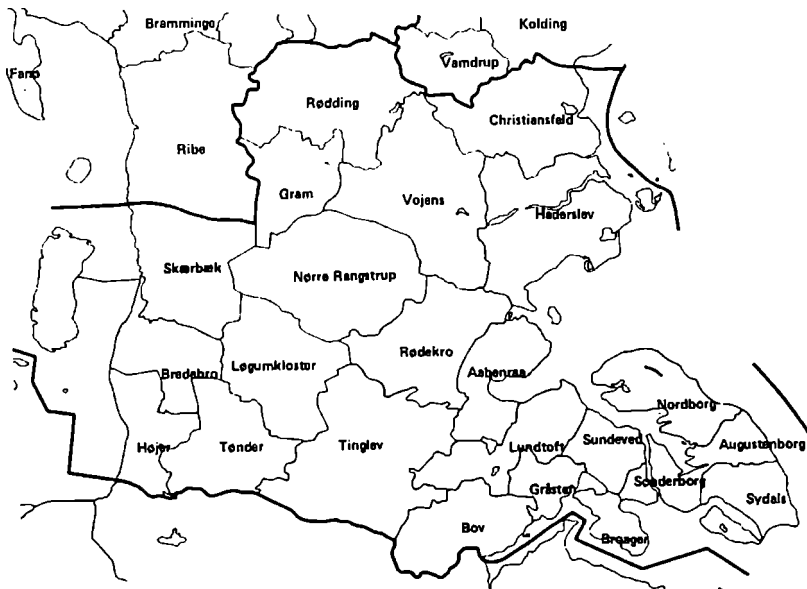 Bramminge
Kolding
Fanø
Vamdrup
Rødding
Christiansfeld
Ribe
Gram
Vojens
Haderslev
Skærbæk
Nørre Rangstrup
Bredebro
Løgumkloster
Rødekro
Aabenraa
Nordborg
Højer
Tønder
Tinglev
Lundtoft
Sundeved
Augustenborg
Gråsten
Sønderborg
Sydals
Bov
Broager